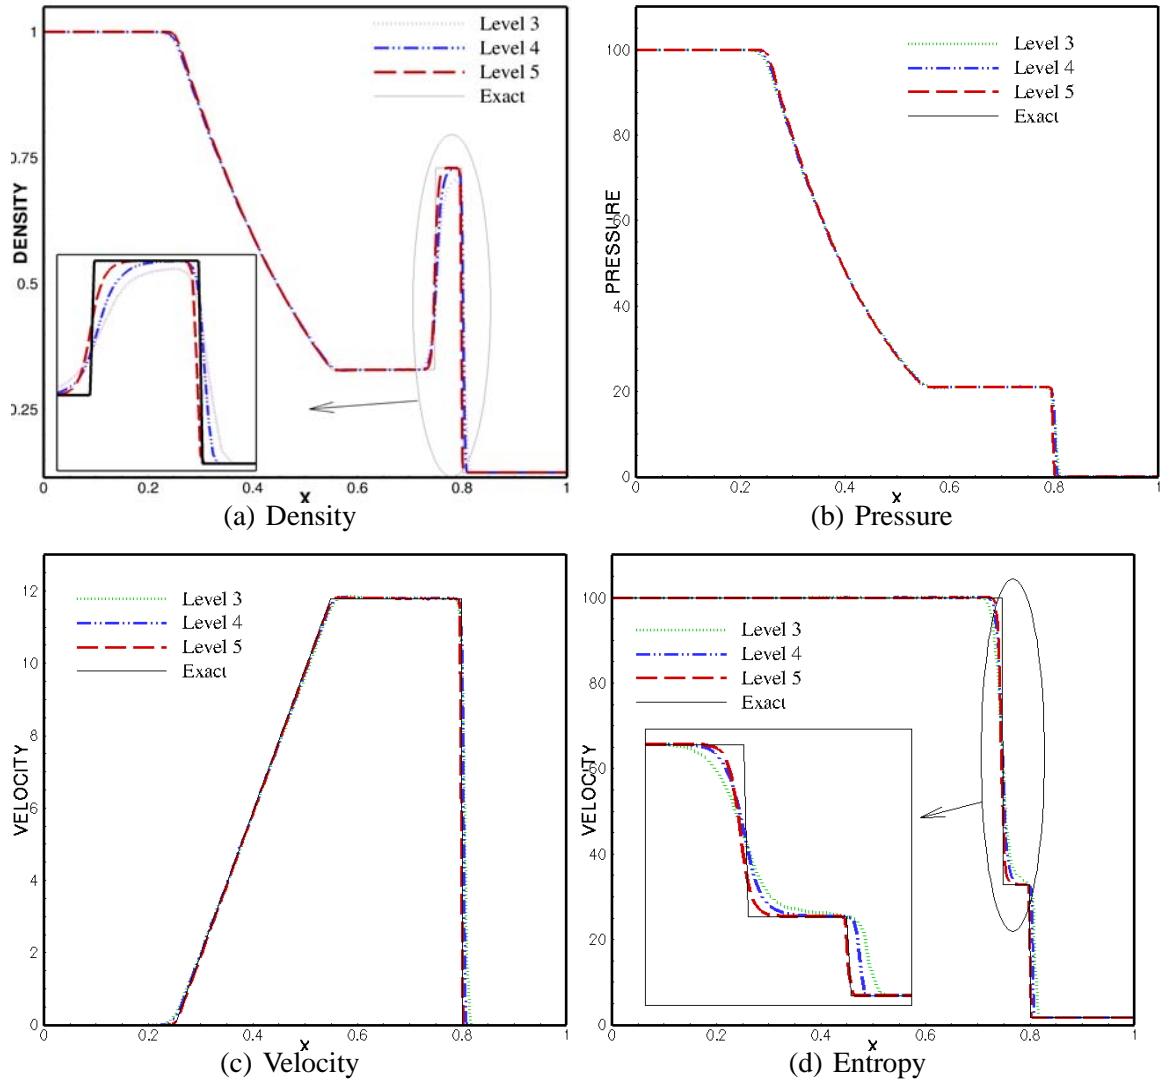 1
0.75
0.5
0.25
DENSITY
Level 3
Level 4
Level 5
Exact
0
0.2
0.4
0.6
0.8
1
X
(a) Density
100
80
60
40
20
0
PRESSURE
Level 3
Level 4
Level 5
Exact
0
0.2
0.4
0.6
0.8
1
X
(b) Pressure
12
10
8
6
4
2
0
VELOCITY
Level 3
Level 4
Level 5
Exact
0
0.2
0.4
0.6
0.8
1
X
(c) Velocity
100
80
60
40
20
0
VELOCITY
Level 3
Level 4
Level 5
Exact
0
0.2
0.4
0.6
0.8
1
X
(d) Entropy